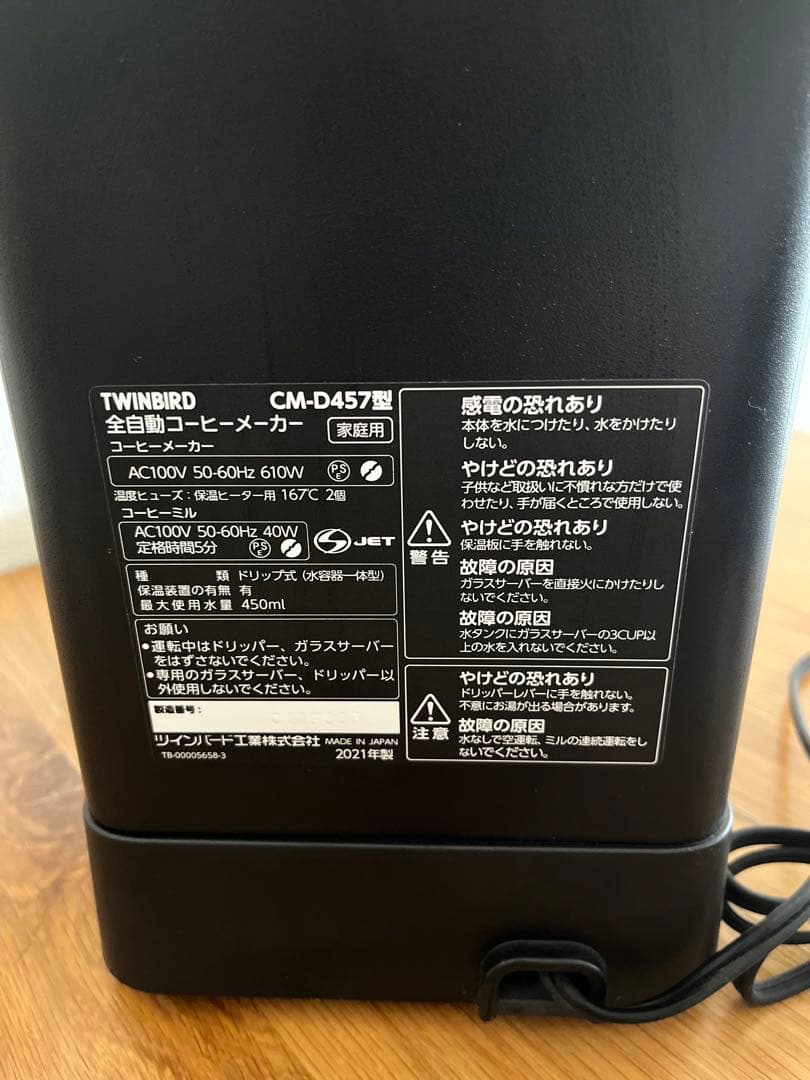 TWINBIRD CM-D457型
全自動コーヒーメーカー 家庭用
コーヒーメーカー
AC100V 50-60Hz 610W PSE
温度ヒューズ：保温ヒーター用 167℃ 2個
コーヒーミル
AC100V 50-60Hz 40W
定格時間5分 PSE
JET
種 類 ドリップ式（水容器一体型）
保温装置の有無 有
最大使用水量 450ml
お願い
●運転中はドリッパー、ガラスサーバー
をはずさないでください。
●専用のガラスサーバー、ドリッパー以
外使用しないでください。
製造番号：
ツインバード工業株式会社 MADE IN JAPAN
TB-00005658-3 2021年製
警告
感電の恐れあり
本体を水につけたり、水をかけたり
しない。
やけどの恐れあり
子供など取扱いに不慣れな方だけで使
わせたり、手が届くところで使用しない。
やけどの恐れあり
保温板に手を触れない。
故障の原因
ガラスサーバーを直接火にかけたりし
ないでください。
故障の原因
水タンクにガラスサーバーの3CUP以
上の水を入れないでください。
注意
やけどの恐れあり
ドリッパーレバーに手を触れない。
不意にお湯が出る場合があります。
故障の原因
水なしで空運転、ミルの連続運転をし
ないでください。